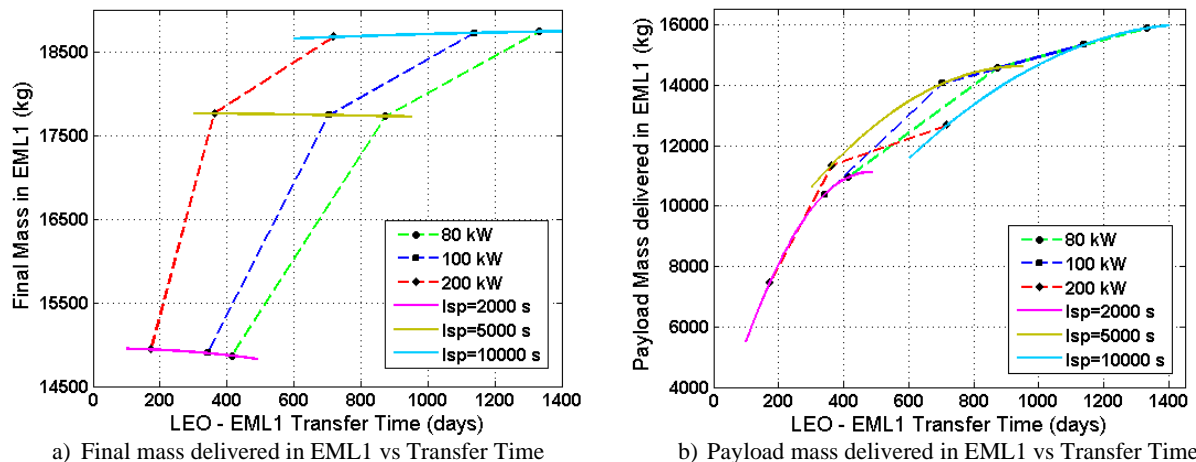 18500
17500
16500
15500
14500
Final Mass in EML1 (kg)
0 200 400 600 800 1000 1200 1400
LEO - EML1 Transfer Time (days)
80 kW
100 kW
200 kW
Isp=2000 s
Isp=5000 s
Isp=10000 s
a) Final mass delivered in EML1 vs Transfer Time
16000
14000
12000
10000
8000
6000
4000
Payload Mass delivered in EML1 (kg)
0 200 400 600 800 1000 1200 1400
LEO - EML1 Transfer Time (days)
80 kW
100 kW
200 kW
Isp=2000 s
Isp=5000 s
Isp=10000 s
b) Payload mass delivered in EML1 vs Transfer Time